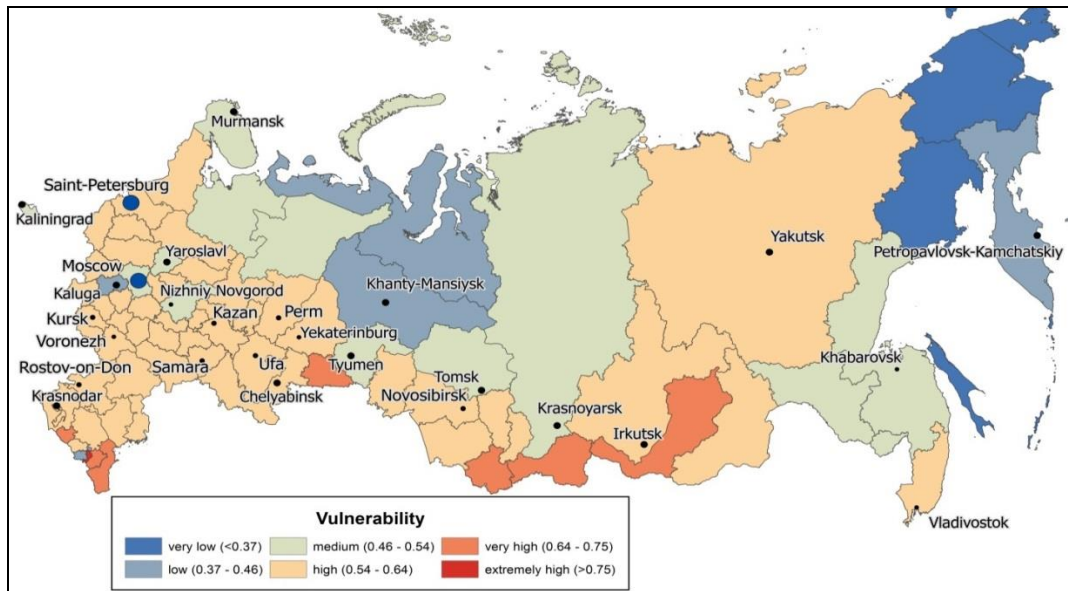 Murmansk
Saint-Petersburg
Kaliningrad
Yaroslavl
Moscow
Kaluga
Nizhniy Novgorod
Kursk
Kazan
Perm
Voronezh
Yekaterinburg
Rostov-on-Don
Samara
Ufa
Tyumen
Krasnodar
Chelyabinsk
Khanty-Mansiysk
Tomsk
Novosibirsk
Krasnoyarsk
Irkutsk
Yakutsk
Petropavlovsk-Kamchatskiy
Khabarovsk
Vladivostok
Vulnerability
very low (<0.37)
medium (0.46 - 0.54)
very high (0.64 - 0.75)
low (0.37 - 0.46)
high (0.54 - 0.64)
extremely high (>0.75)